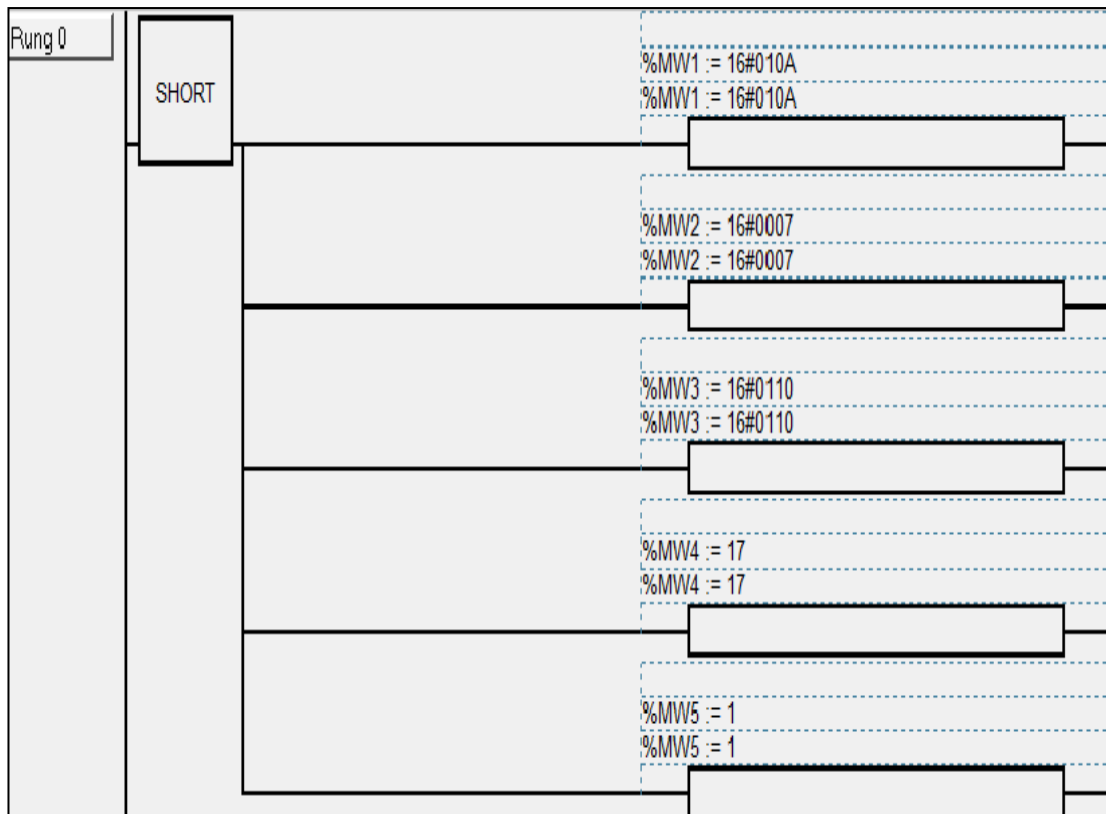 Rung 0
SHORT
%MW1 := 16#010A
%MW1 := 16#010A
%MW2 := 16#0007
%MW2 := 16#0007
%MW3 := 16#0110
%MW3 := 16#0110
%MW4 := 17
%MW4 := 17
%MW5 := 1
%MW5 := 1